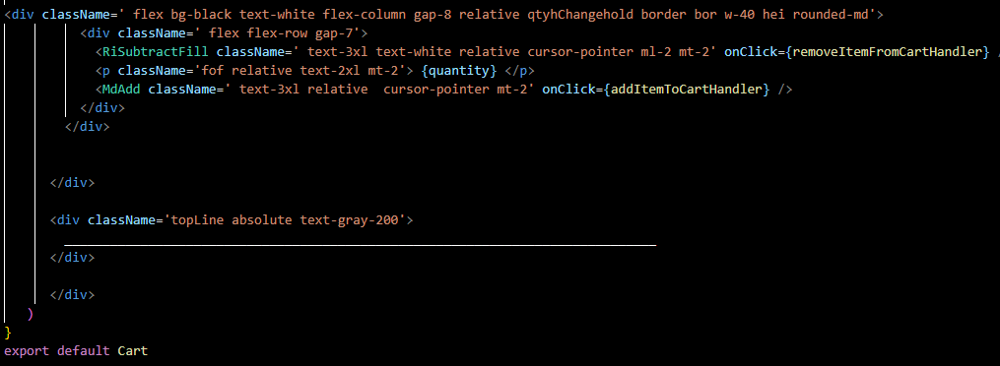 <div className=' flex bg-black text-white flex-column gap-8 relative qtyhChangehold border bor w-40 hei rounded-md'>
<div className=' flex flex-row gap-7'>
<RiSubtractFill className=' text-3xl text-white relative cursor-pointer ml-2 mt-2' onClick={removeItemFromCartHandler} /
<p className='fof relative text-2xl mt-2'> {quantity} </p>
<MdAdd className=' text-3xl relative  cursor-pointer mt-2' onClick={addItemToCartHandler} />
</div>
</div>
</div>
<div className='topLine absolute text-gray-200'>
___________________________________________________________________________
</div>
</div>
)
}
export default Cart